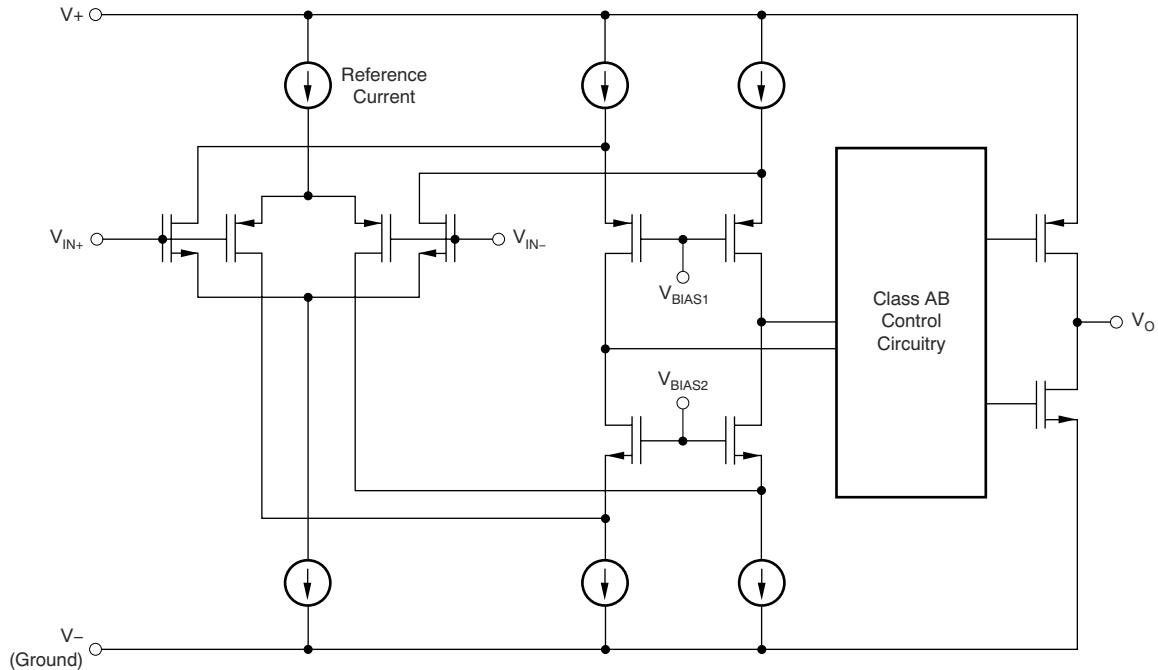 V+
Reference
Current
VIN+
VIN−
VBIAS1
Class AB
Control
Circuitry
VO
VBIAS2
V−
(Ground)